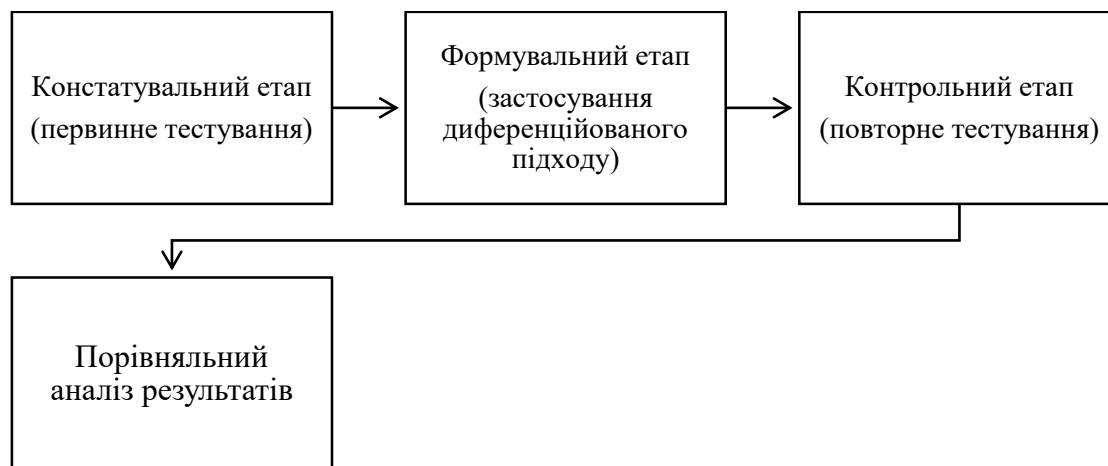 Констатувальний етап
(первинне тестування)
Формувальний етап
(застосування
диференційованого
підходу)
Контрольний етап
(повторне тестування)
Порівняльний
аналіз результатів